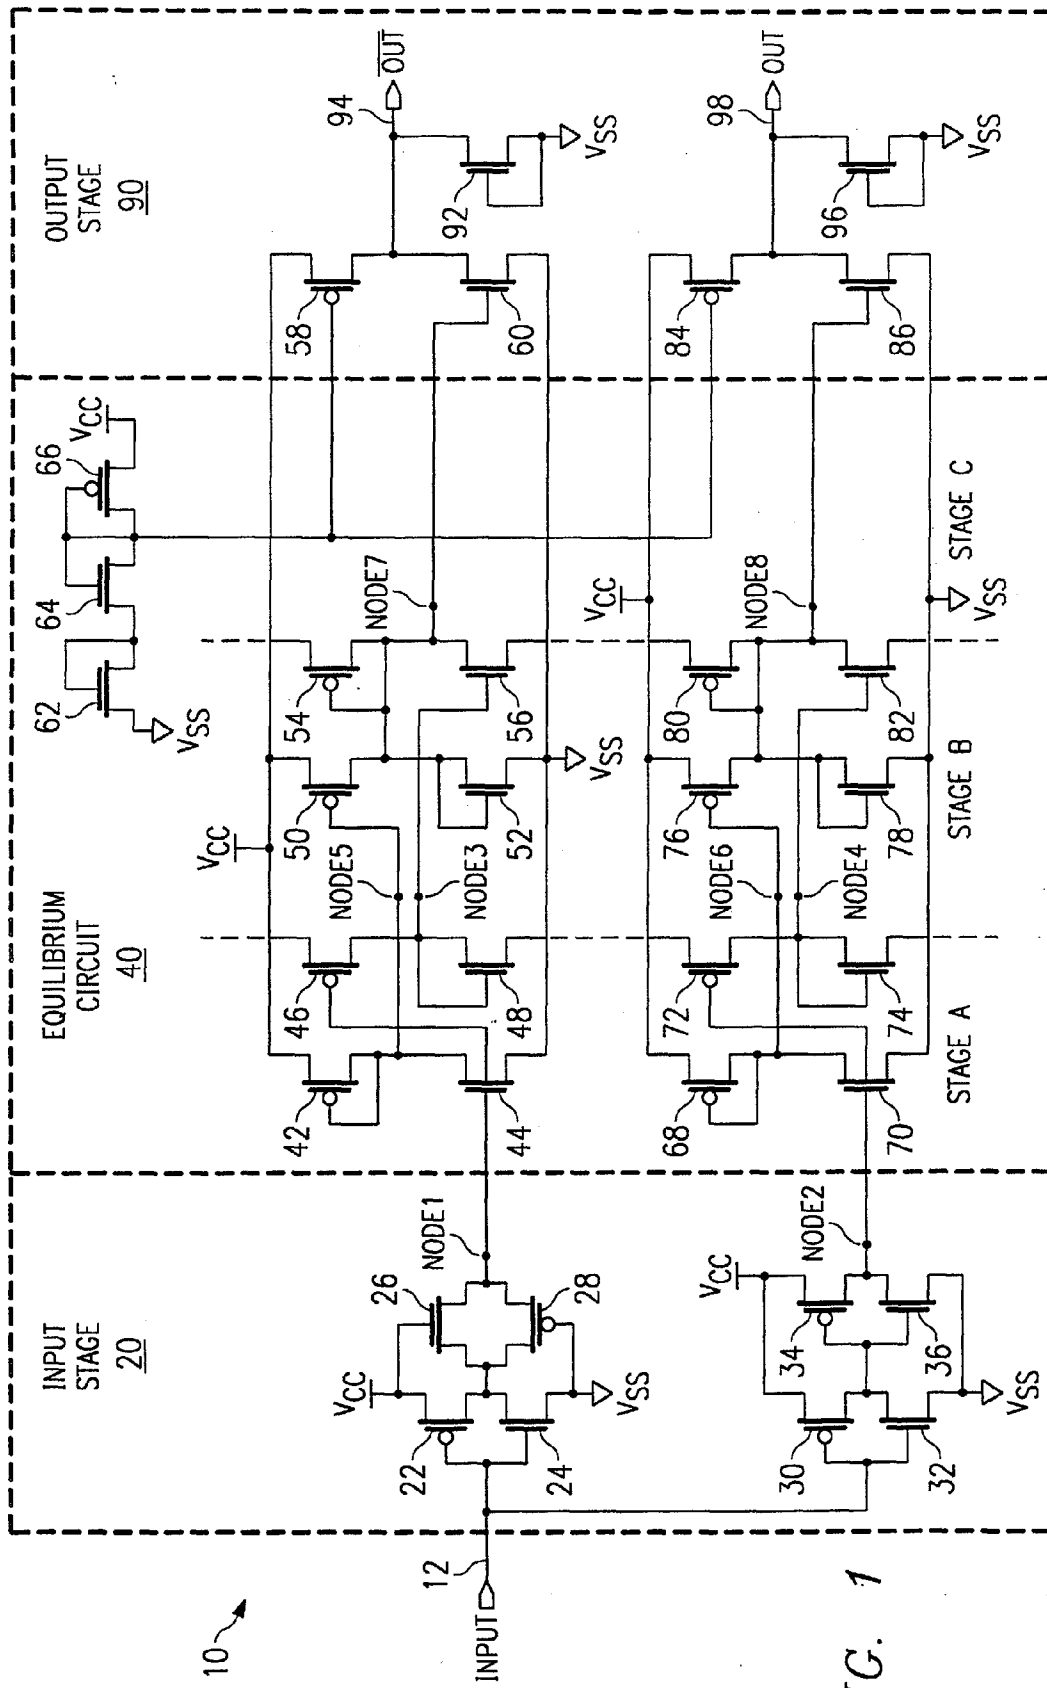 INPUT
STAGE
20
EQUILIBRIUM
CIRCUIT
40
OUTPUT
STAGE
90
10
INPUT
12
VCC
22
24
26
28
VSS
NODE1
VCC
30
32
34
36
VSS
NODE2
VCC
42
44
46
48
NODE5
NODE3
50
52
54
56
VSS
NODE7
62
64
66
VSS
VCC
58
60
94
OUT
92
VSS
68
70
72
74
NODE6
NODE4
76
78
80
82
VCC
NODE8
VSS
84
86
98
OUT
96
VSS
STAGE A
STAGE B
STAGE C
IG. 1